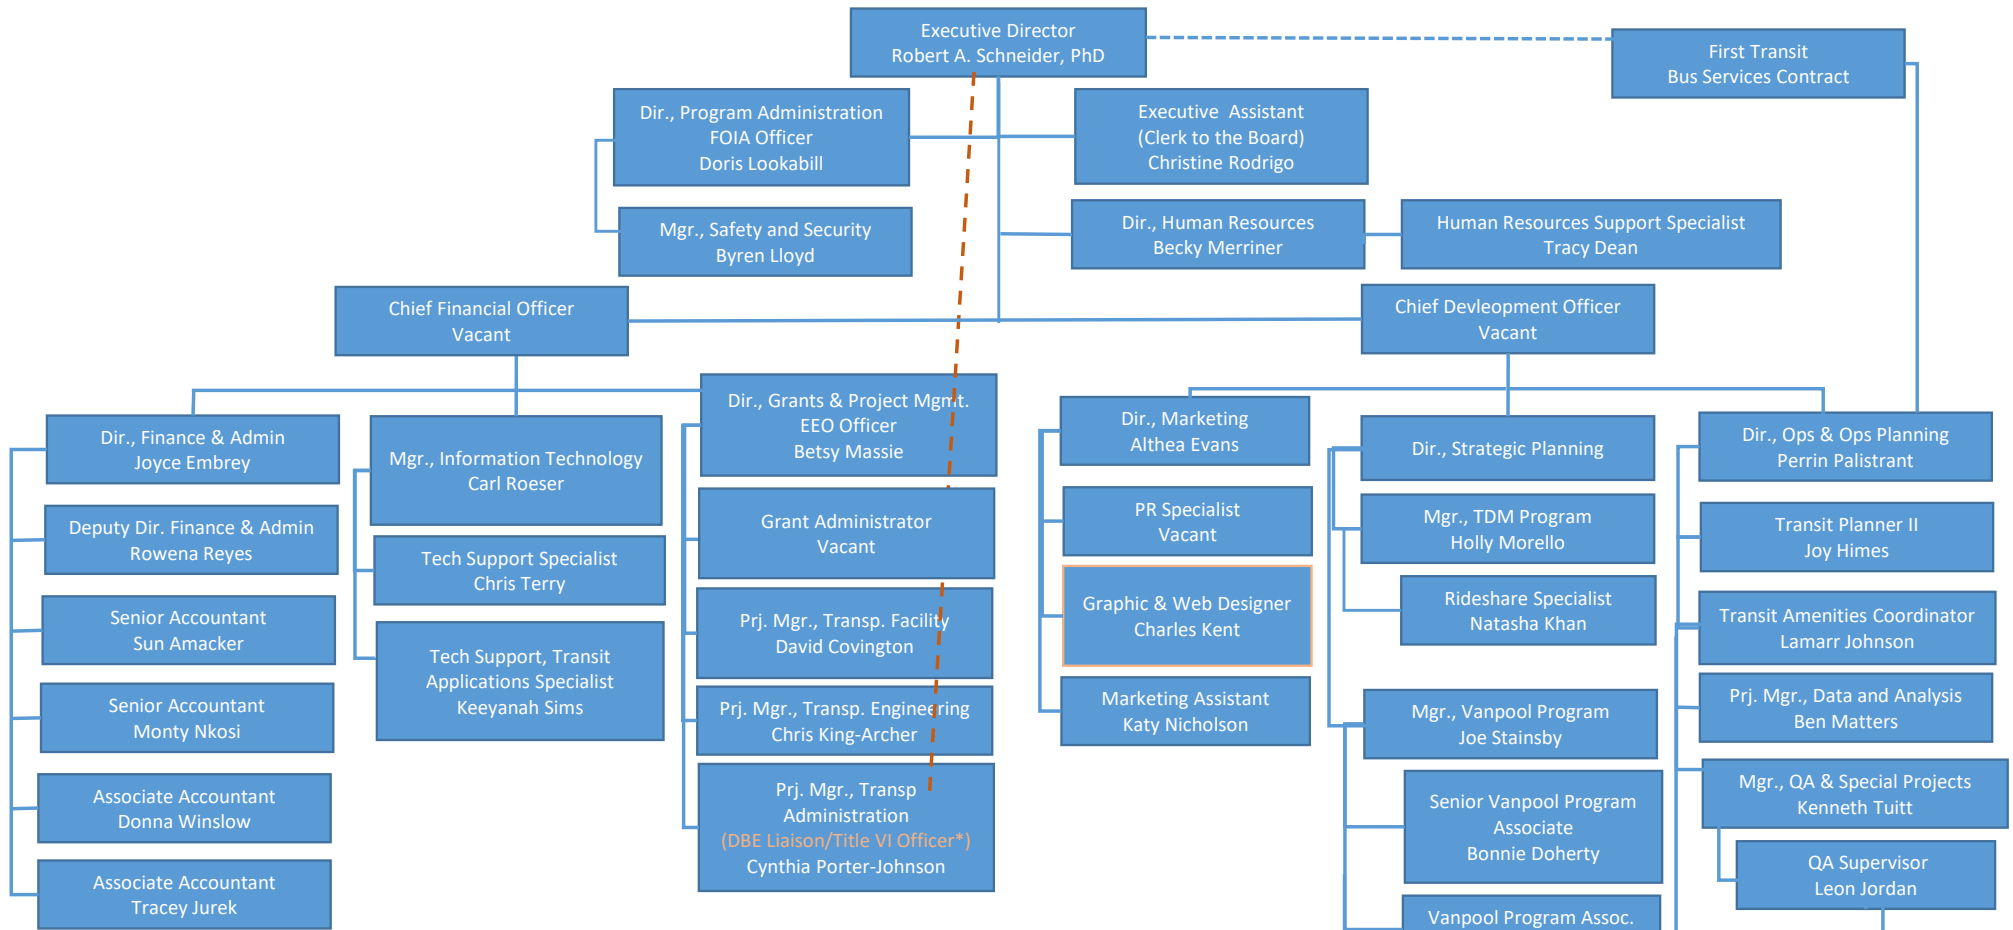 Executive Director
Robert A. Schneider, PhD
First Transit
Bus Services Contract
Dir., Program Administration
FOIA Officer
Doris Lookabill
Executive Assistant
(Clerk to the Board)
Christine Rodrigo
Mgr., Safety and Security
Byren Lloyd
Dir., Human Resources
Becky Merriner
Human Resources Support Specialist
Tracy Dean
Chief Financial Officer
Vacant
Chief Devleopment Officer
Vacant
Dir., Finance & Admin
Joyce Embrey
Deputy Dir. Finance & Admin
Rowena Reyes
Senior Accountant
Sun Amacker
Senior Accountant
Monty Nkosi
Associate Accountant
Donna Winslow
Associate Accountant
Tracey Jurek
Mgr., Information Technology
Carl Roeser
Tech Support Specialist
Chris Terry
Tech Support, Transit
Applications Specialist
Keeyanah Sims
Dir., Grants & Project Mgmt.
EEO Officer
Betsy Massie
Grant Administrator
Vacant
Prj. Mgr., Transp. Facility
David Covington
Prj. Mgr., Transp. Engineering
Chris King-Archer
Prj. Mgr., Transp
Administration
(DBE Liaison/Title VI Officer*)
Cynthia Porter-Johnson
Dir., Marketing
Althea Evans
PR Specialist
Vacant
Graphic & Web Designer
Charles Kent
Marketing Assistant
Katy Nicholson
Dir., Strategic Planning
Mgr., TDM Program
Holly Morello
Rideshare Specialist
Natasha Khan
Mgr., Vanpool Program
Joe Stainsby
Senior Vanpool Program
Associate
Bonnie Doherty
Vanpool Program Assoc.
Dir., Ops & Ops Planning
Perrin Palistrant
Transit Planner II
Joy Himes
Transit Amenities Coordinator
Lamarr Johnson
Prj. Mgr., Data and Analysis
Ben Matters
Mgr., QA & Special Projects
Kenneth Tuitt
QA Supervisor
Leon Jordan